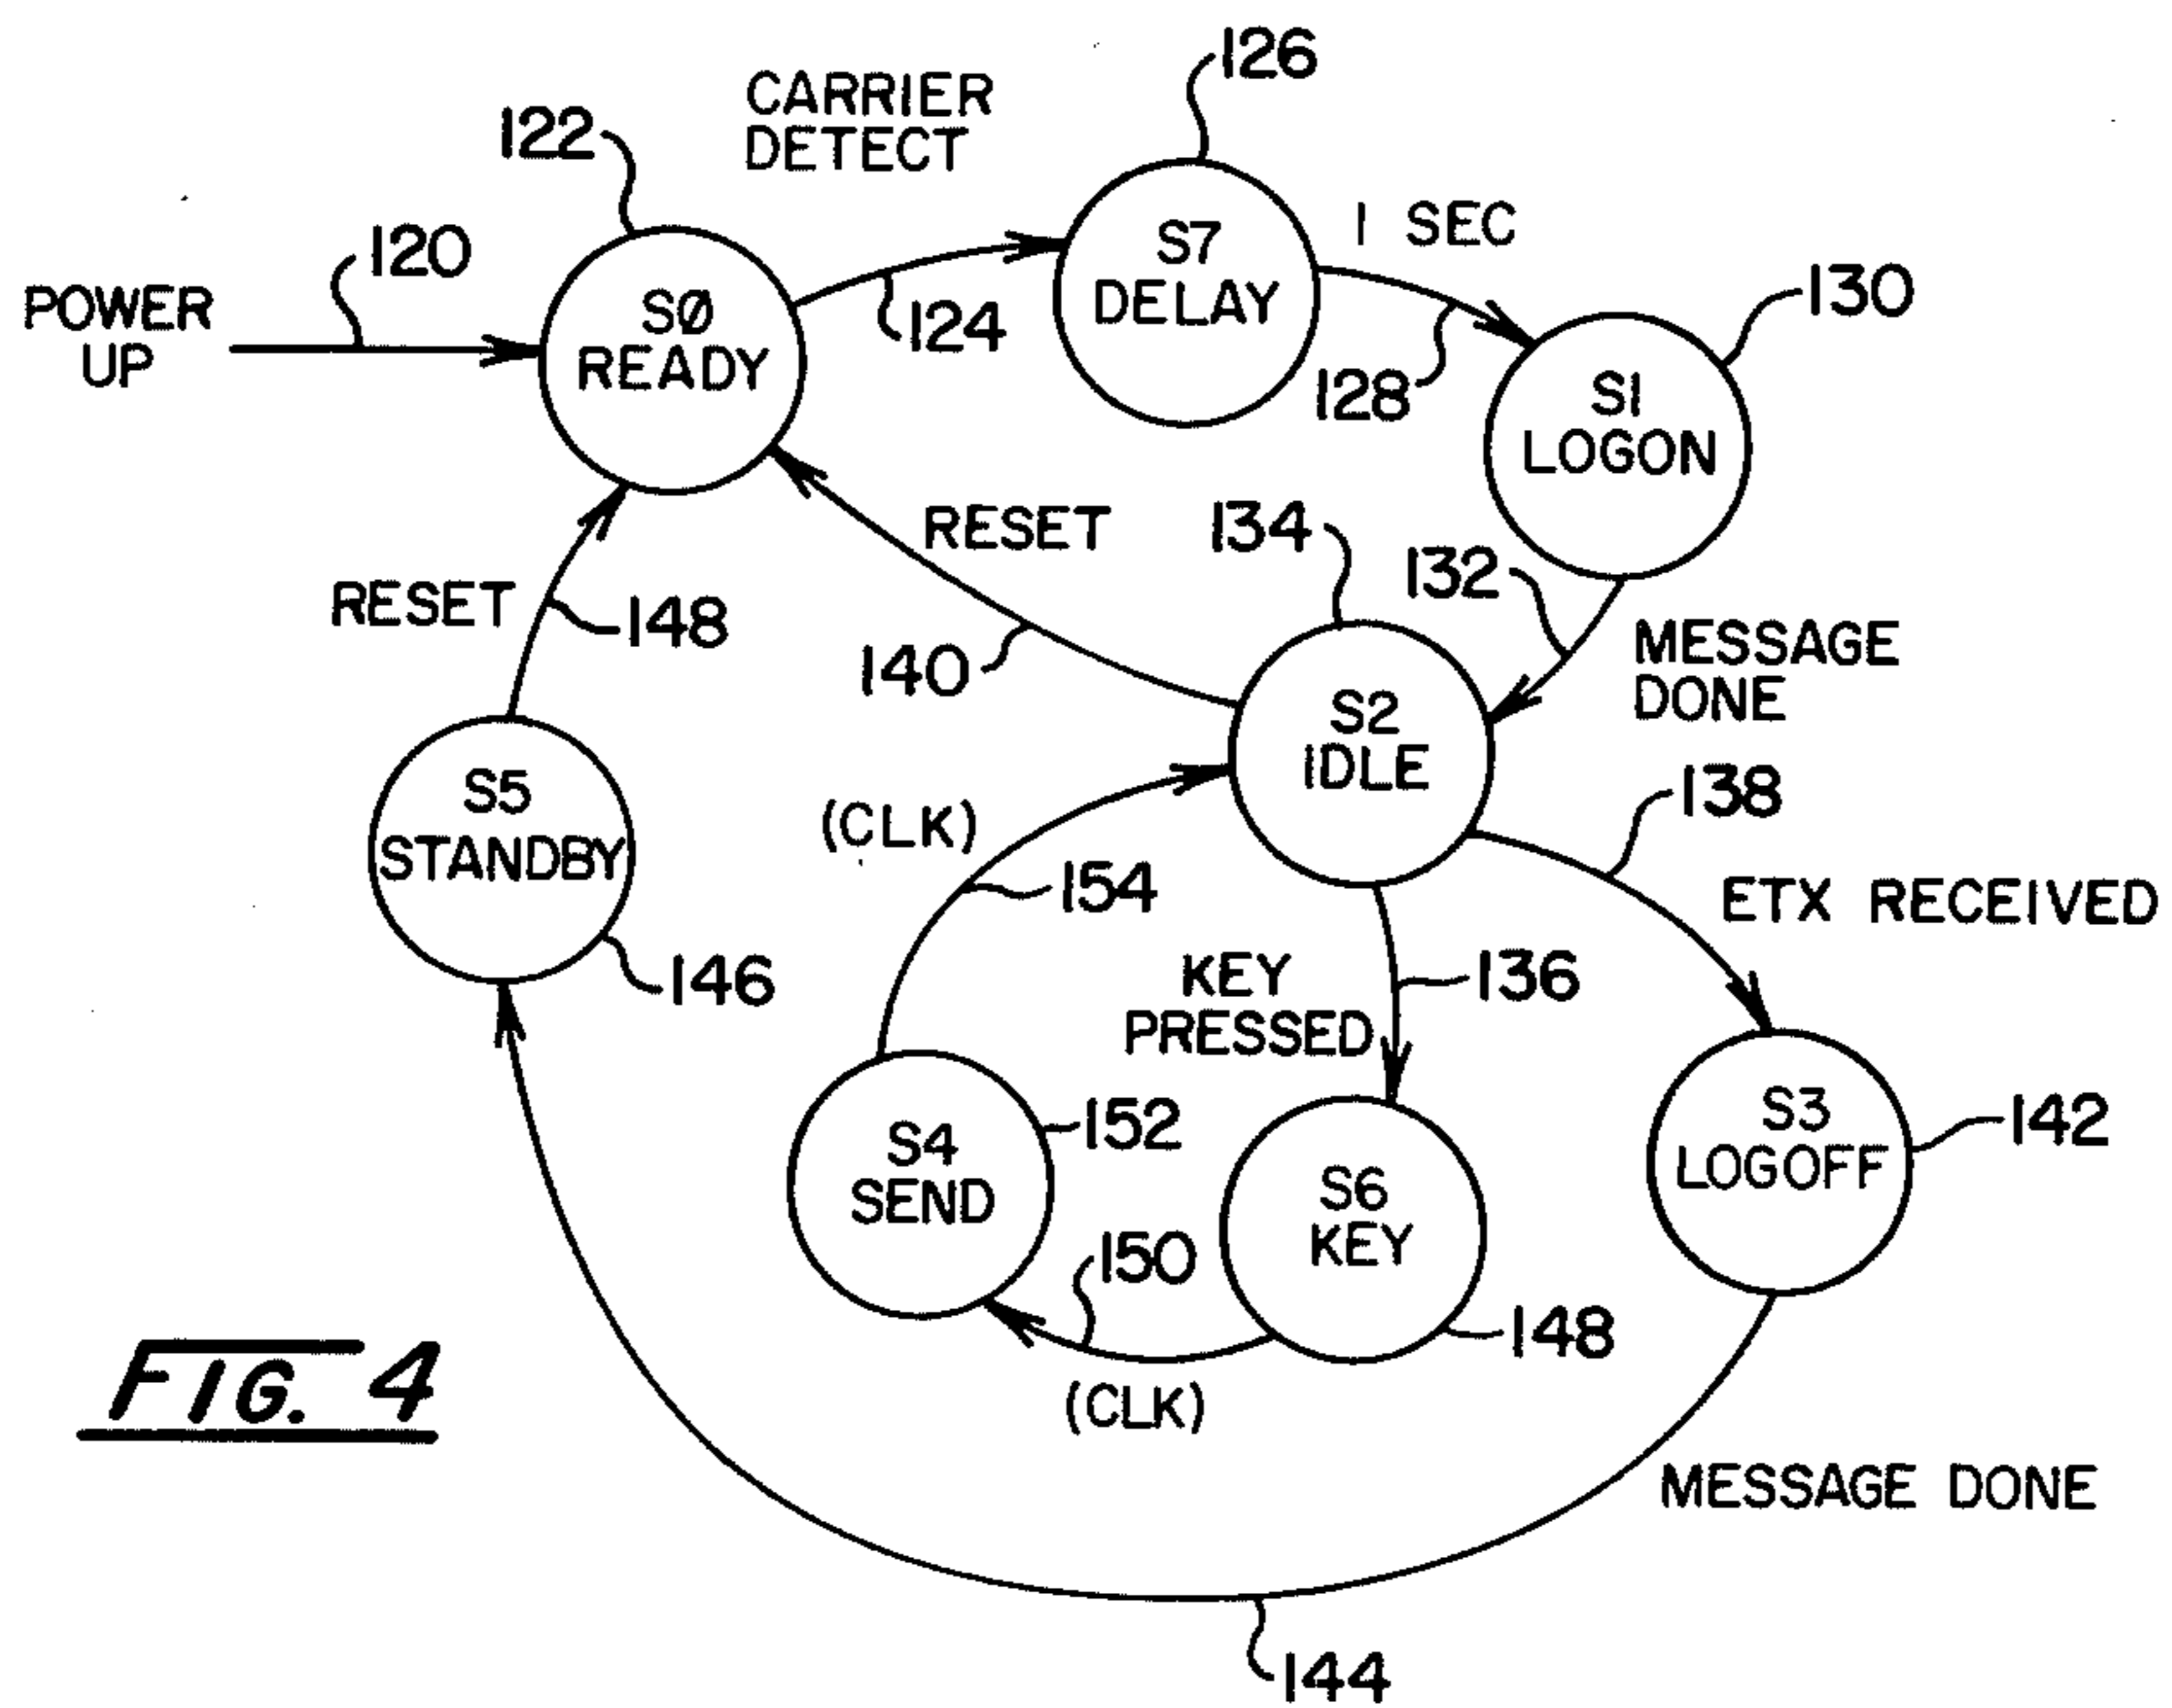 126
CARRIER
DETECT
122
120
POWER
UP
S0
READY
124
S7
DELAY
1 SEC
128
130
S1
LOGON
RESET
140
134
132
MESSAGE
DONE
RESET
148
S2
IDLE
138
S5
STANDBY
146
(CLK)
154
ETX RECEIVED
KEY
PRESSED
136
S4
SEND
152
S6
KEY
148
S3
LOGOFF
142
150
(CLK)
MESSAGE DONE
144
FIG. 4